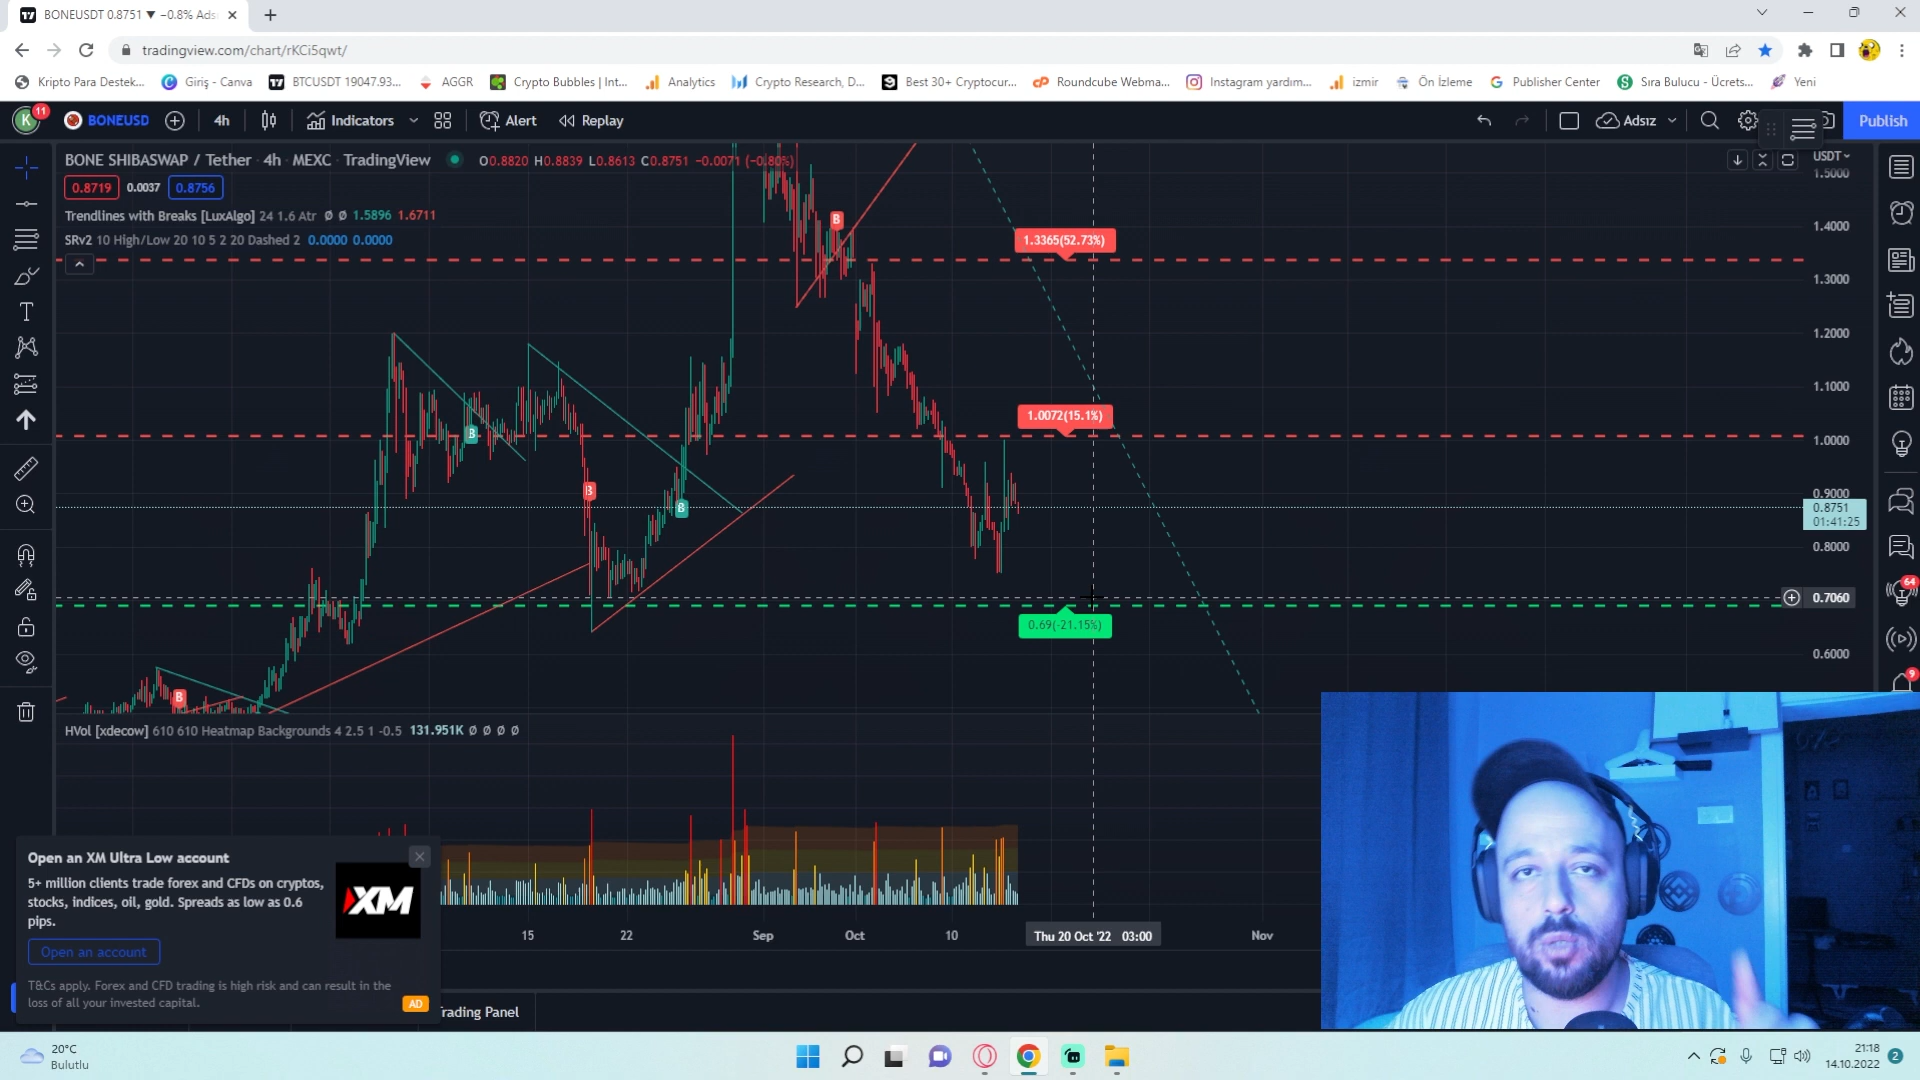 BONEUSDT 0.8751 ▼ −0.8% Ads
tradingview.com/chart/rKCi5qwt/
Kripto Para Destek...
Giriş - Canva
BTCUSDT 19047.93...
AGGR
Crypto Bubbles | Int...
Analytics
Crypto Research, D...
Best 30+ Cryptocur...
Roundcube Webma...
Instagram yardım...
izmir
Ön İzleme
Publisher Center
Sıra Bulucu - Ücrets...
Yeni
K
11
BONEUSD
4h
Indicators
Alert
Replay
Adsız
Publish
BONE SHIBASWAP / Tether · 4h · MEXC · TradingView
O0.8820 H0.8839 L0.8613 C0.8751 −0.0071 (−0.80%)
USDT
0.8719
0.0037
0.8756
Trendlines with Breaks [LuxAlgo] 24 1.6 Atr Ø Ø 1.5896 1.6711
SRv2 10 High/Low 20 10 5 2 20 Dashed 2 0.0000 0.0000
1.5000
1.4000
1.3000
1.2000
1.1000
1.0000
0.9000
0.8751
01:41:25
0.8000
0.7060
0.6000
B
1.3365(52.73%)
B
1.0072(15.1%)
B
B
0.69(-21.15%)
B
64
9
HVol [xdecow] 610 610 Heatmap Backgrounds 4 2.5 1 -0.5 131.951K Ø Ø Ø Ø
Open an XM Ultra Low account
5+ million clients trade forex and CFDs on cryptos,
stocks, indices, oil, gold. Spreads as low as 0.6
pips.
XM
Open an account
T&Cs apply. Forex and CFD trading is high risk and can result in the
loss of all your invested capital.
AD
15
22
Sep
Oct
10
Thu 20 Oct '22 03:00
Nov
rading Panel
20°C
Bulutlu
21:18
14.10.2022
2